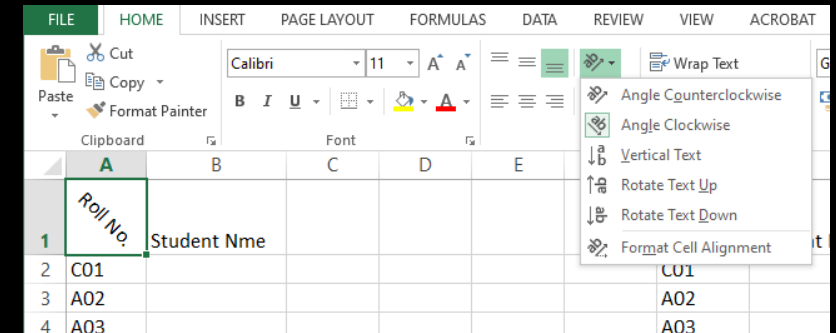 FILE HOME INSERT PAGE LAYOUT FORMULAS DATA REVIEW VIEW ACROBAT
Cut
Copy
Format Painter
Paste
Clipboard
Calibri 11 A A
B I U A
Font
Wrap Text
G
Angle Counterclockwise
Angle Clockwise
Vertical Text
Rotate Text Up
Rotate Text Down
Format Cell Alignment
A B C D E
1 Roll No. Student Nme
2 C01 C01
3 A02 A02
4 A03 A03